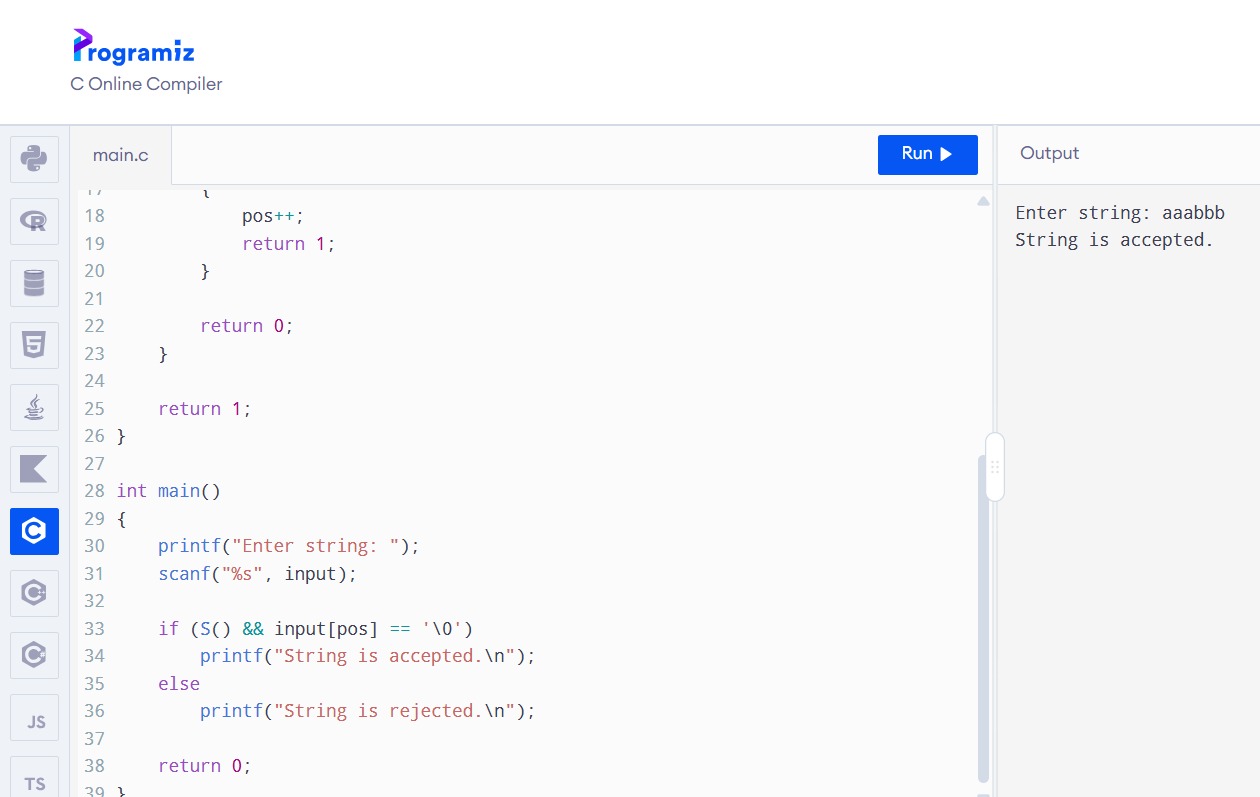 Programiz
C Online Compiler
main.c
Run
Output
17 {
18 pos++;
19 return 1;
20 }
21
22 return 0;
23 }
24
25 return 1;
26 }
27
28 int main()
29 {
30 printf("Enter string: ");
31 scanf("%s", input);
32
33 if (S() && input[pos] == '\0')
34 printf("String is accepted.\n");
35 else
36 printf("String is rejected.\n");
37
38 return 0;
39 }
Enter string: aaabbb
String is accepted.
R
5
C
C
C
JS
TS